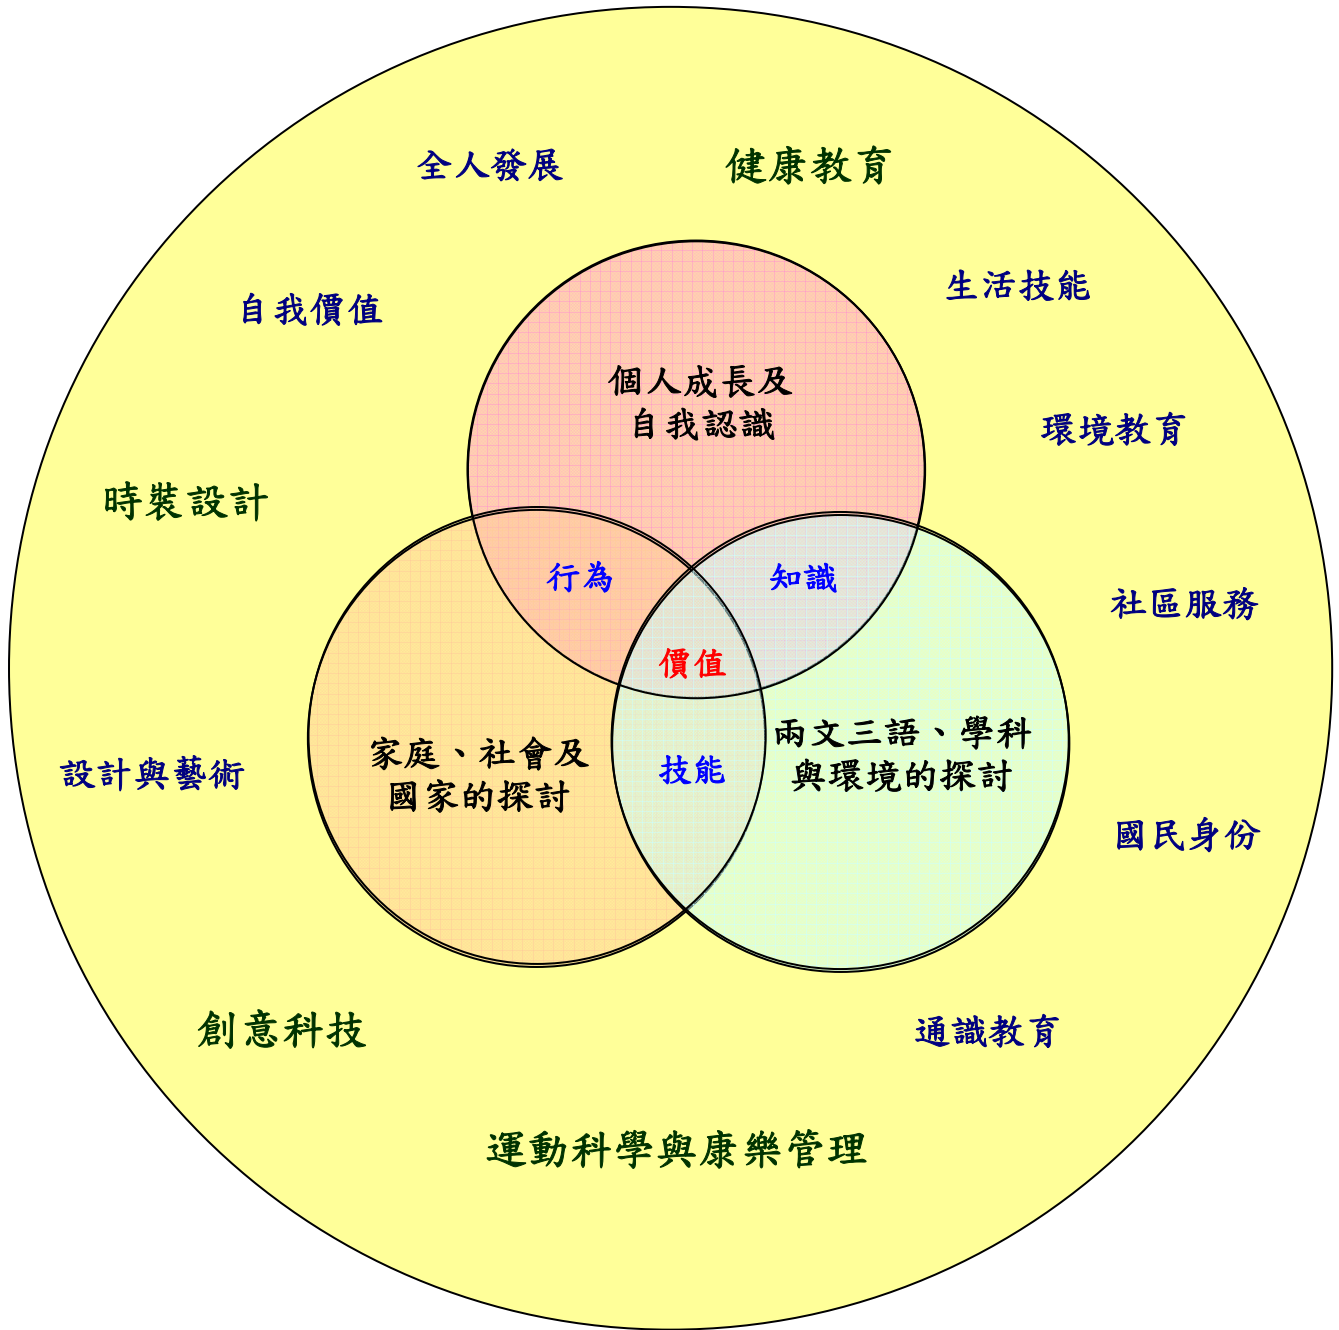 全人發展
健康教育
生活技能
自我價值
個人成長及
自我認識
環境教育
時裝設計
行為
知識
社區服務
價值
兩文三語、學科
與環境的探討
家庭、社會及
國家的探討
技能
設計與藝術
國民身份
創意科技
通識教育
運動科學與康樂管理